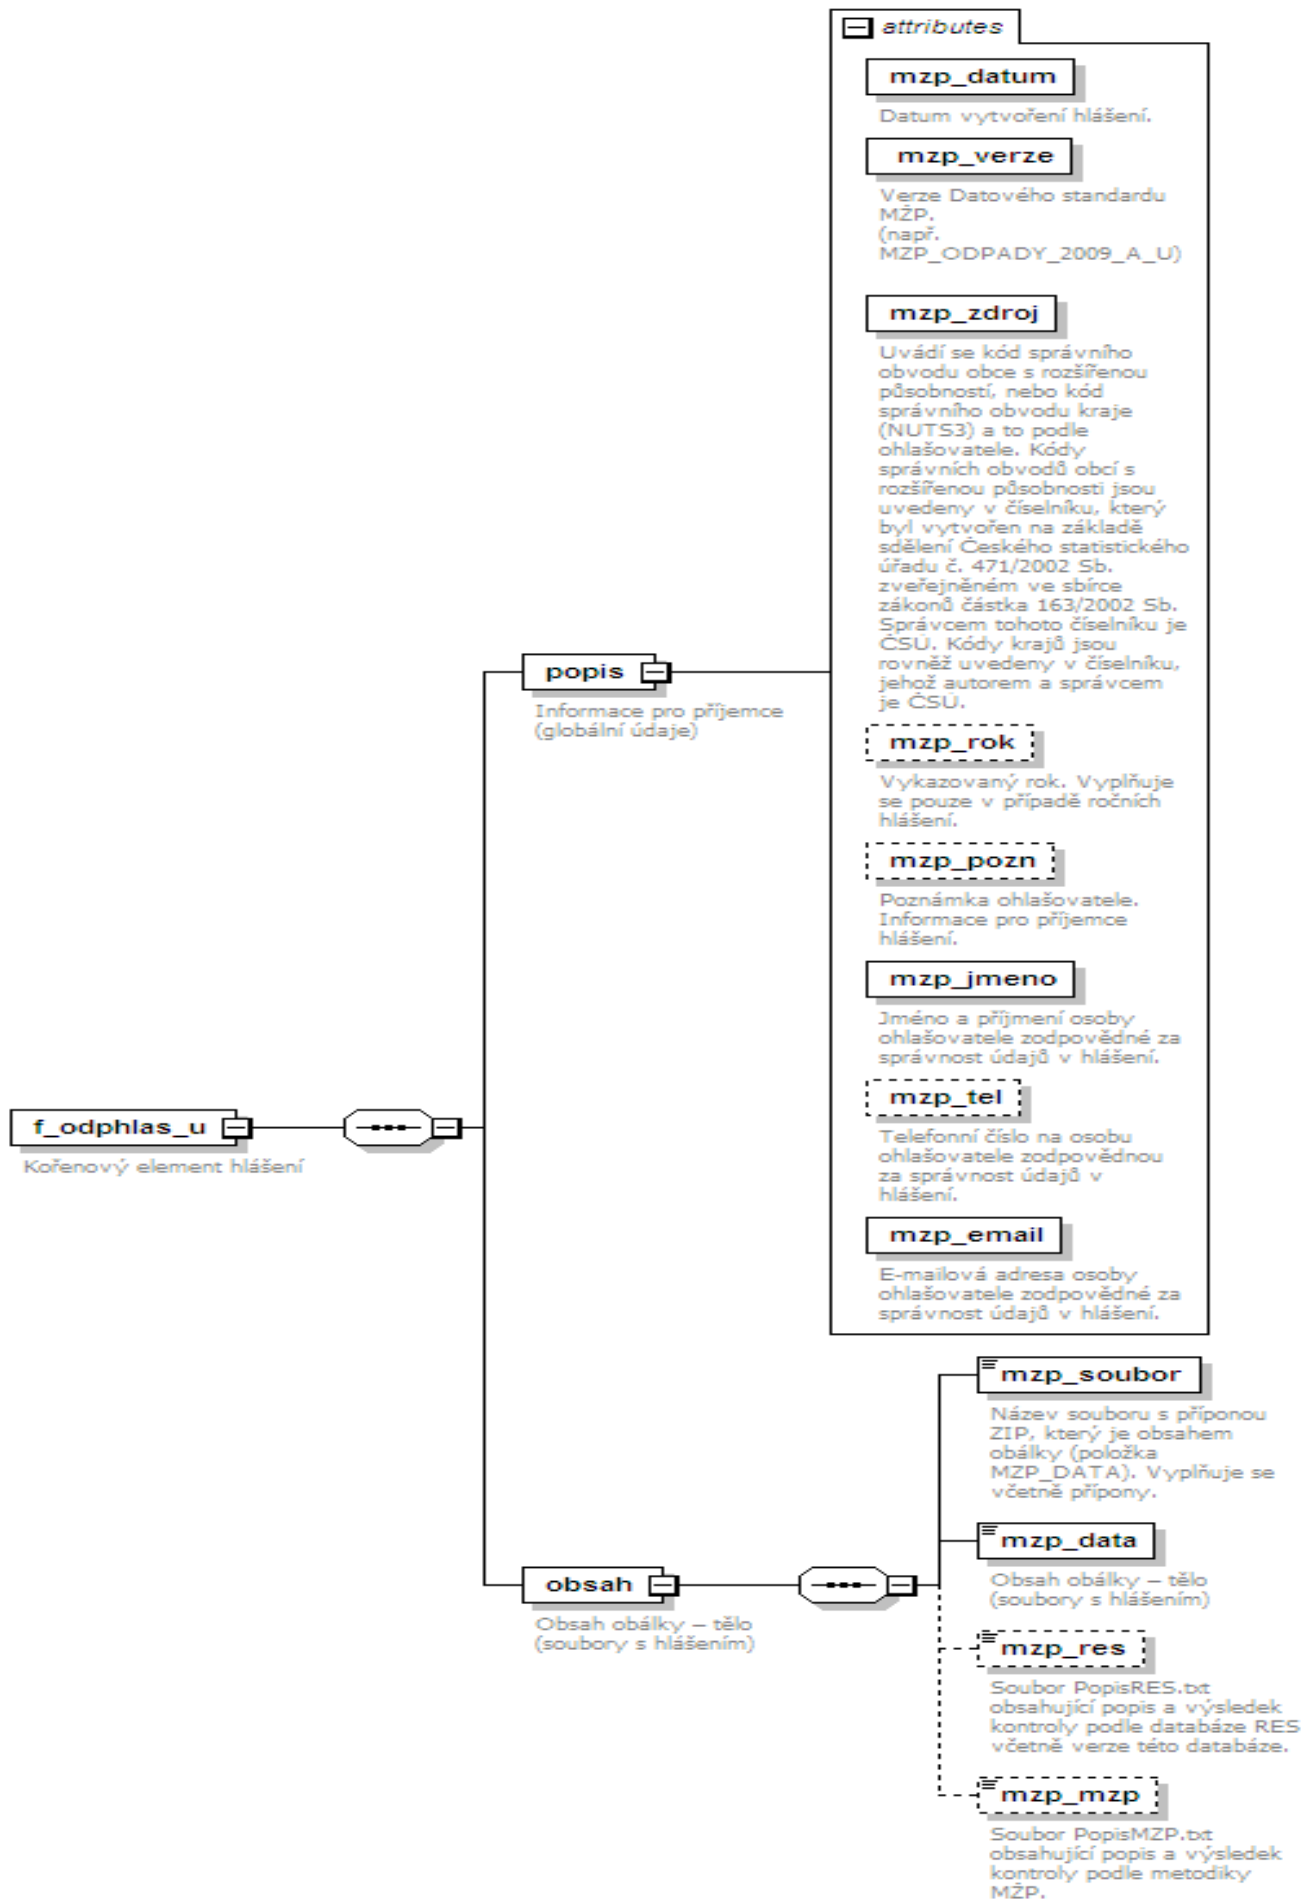 attributes
mzp_datum
Datum vytvoření hlášení.
mzp_verze
Verze Datového standardu
MŽP.
(např.
MZP_ODPADY_2009_A_U)
mzp_zdroj
Uvádí se kód správního
obvodu obce s rozšířenou
působností, nebo kód
správního obvodu kraje
(NUTS3) a to podle
ohlašovatele. Kódy
správních obvodů obcí s
rozšířenou působnosti jsou
uvedeny v číselníku, který
byl vytvořen na základě
sdělení Českého statistického
úřadu č. 471/2002 Sb.
zveřejněném ve sbírce
zákonů částka 163/2002 Sb.
Správcem tohoto číselníku je
ČSÚ. Kódy krajů jsou
rovněž uvedeny v číselníku,
jehož autorem a správcem
je ČSÚ.
popis
Informace pro příjemce
(globální údaje)
mzp_rok
Vykazovaný rok. Vyplňuje
se pouze v případě ročních
hlášení.
mzp_pozn
Poznámka ohlašovatele.
Informace pro příjemce
hlášení.
mzp_jmeno
Jméno a příjmení osoby
ohlašovatele zodpovědné za
správnost údajů v hlášení.
mzp_tel
Telefonní číslo na osobu
ohlašovatele zodpovědnou
za správnost údajů v
hlášení.
f_odphlas_u
Kořenový element hlášení
mzp_email
E-mailová adresa osoby
ohlašovatele zodpovědné za
správnost údajů v hlášení.
mzp_soubor
Název souboru s příponou
ZIP, který je obsahem
obálky (položka
MZP_DATA). Vyplňuje se
včetně přípony.
mzp_data
Obsah obálky – tělo
(soubory s hlášením)
obsah
Obsah obálky – tělo
(soubory s hlášením)
mzp_res
Soubor PopisRES.txt
obsahující popis a výsledek
kontroly podle databáze RES
včetně verze této databáze.
mzp_mzp
Soubor PopisMZP.txt
obsahující popis a výsledek
kontroly podle metodiky
MŽP.